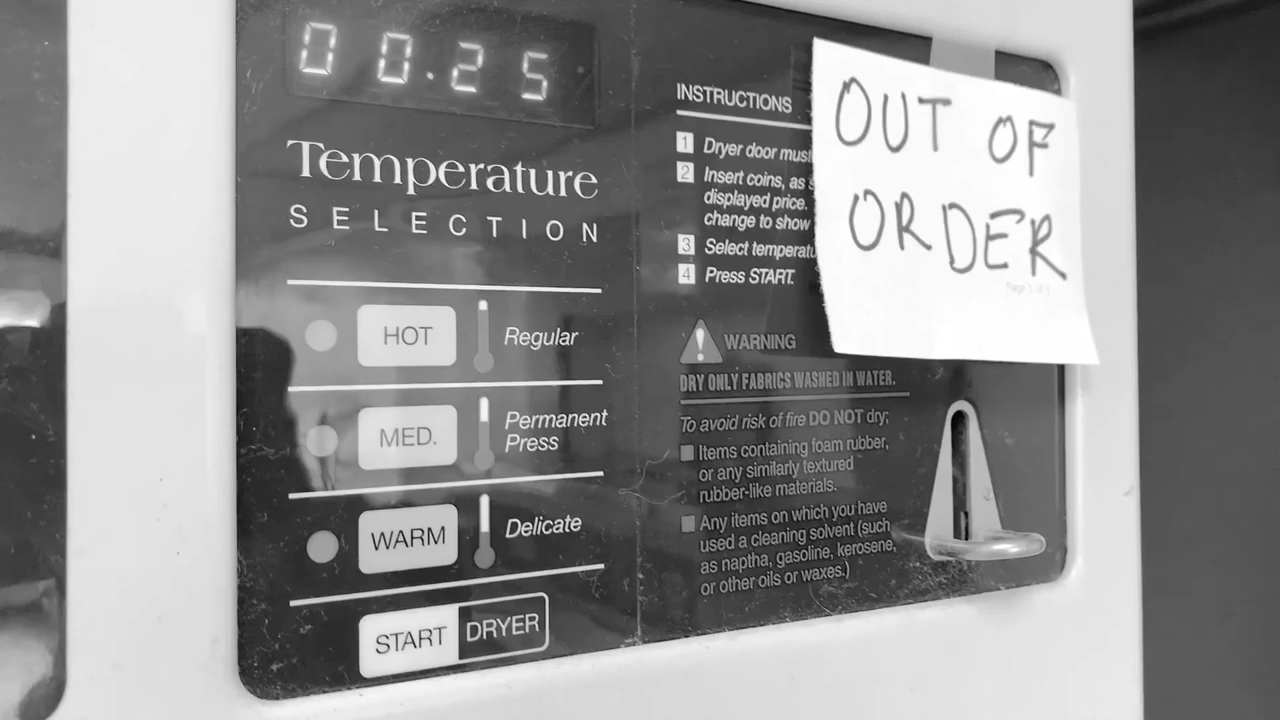 00.25
Temperature
SELECTION
HOT
Regular
MED.
Permanent
Press
WARM
Delicate
START DRYER
INSTRUCTIONS
1 Dryer door must
2 Insert coins, as
displayed price.
change to show
3 Select
4 Press START.
WARNING
DRY ONLY FABRICS WASHED IN WATER.
To avoid risk of fire DO NOT dry;
Items containing foam rubber,
or any similarly textured
rubber-like materials.
Any items on which you have
used a cleaning solvent (such
as naptha, gasoline, kerosene,
or other oils or waxes.)
OUT OF
ORDER